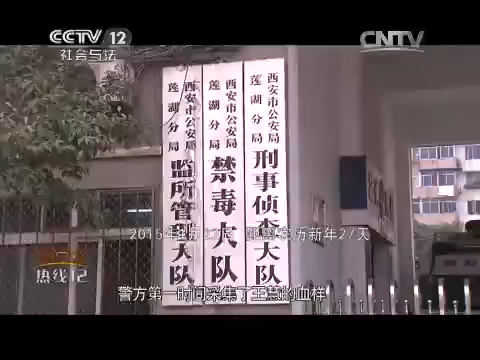 CCTV 12
社会与法
CNTV
西安市公安局
莲湖分局
刑事侦查大队
西安市公安局
莲湖分局
禁毒大队
西安市公安局
莲湖分局
监所管理大队
2015年 历新年27天
热线12
警方第一时间采集了王慧的血样